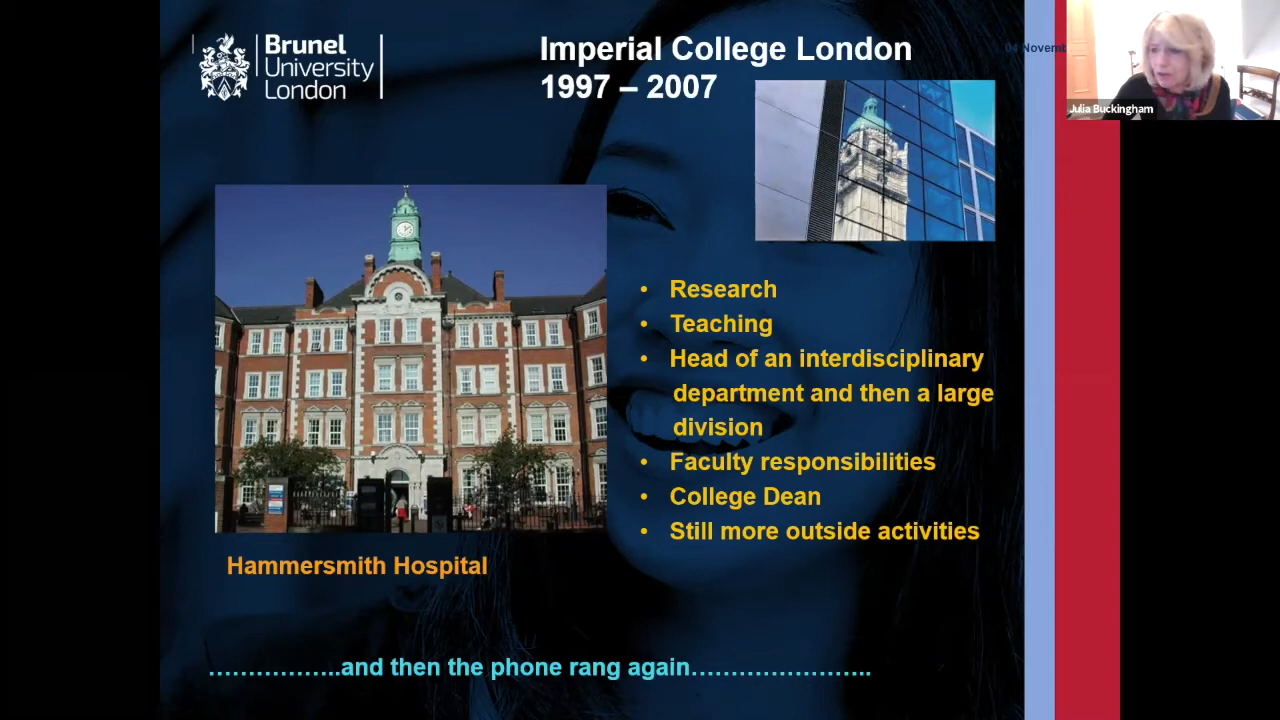 Brunel
University
London
Imperial College London
1997 – 2007
04
Julia Buckingham
• Research
• Teaching
• Head of an interdisciplinary
department and then a large
division
• Faculty responsibilities
• College Dean
• Still more outside activities
Hammersmith Hospital
……………..and then the phone rang again…………………..